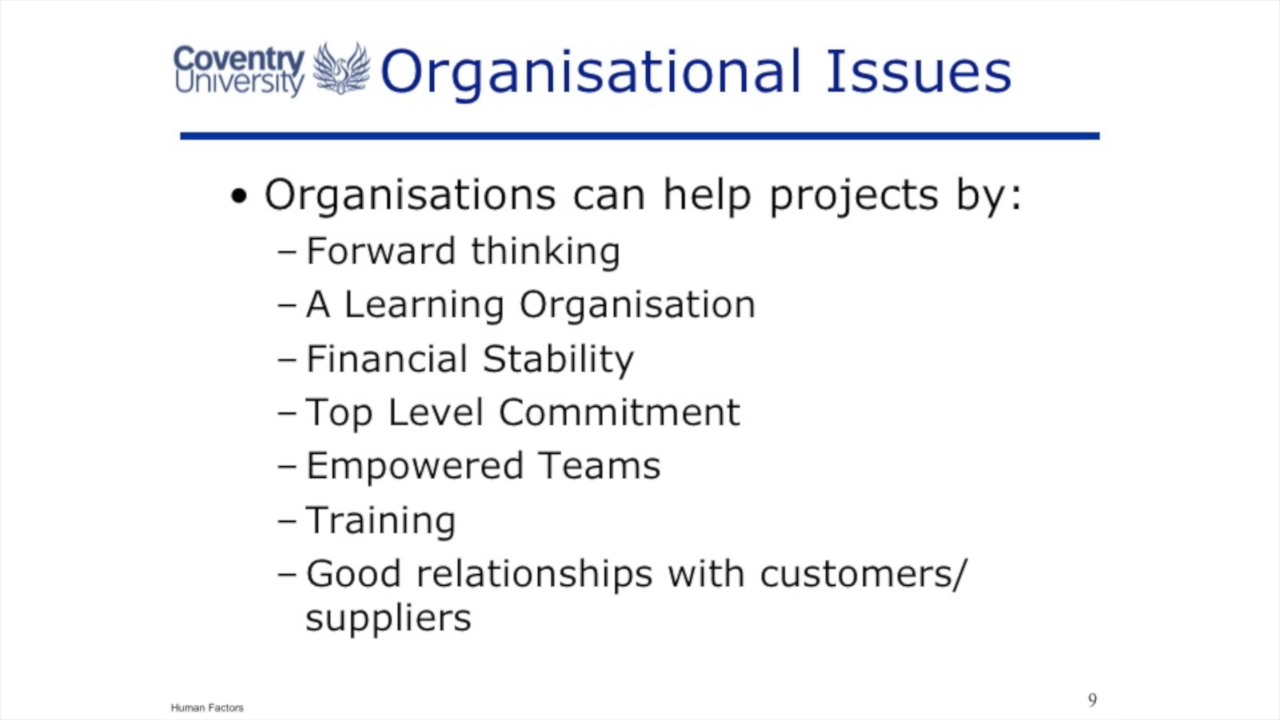 Coventry
University
Organisational Issues
• Organisations can help projects by:
– Forward thinking
– A Learning Organisation
– Financial Stability
– Top Level Commitment
– Empowered Teams
– Training
– Good relationships with customers/
suppliers
Human Factors
9